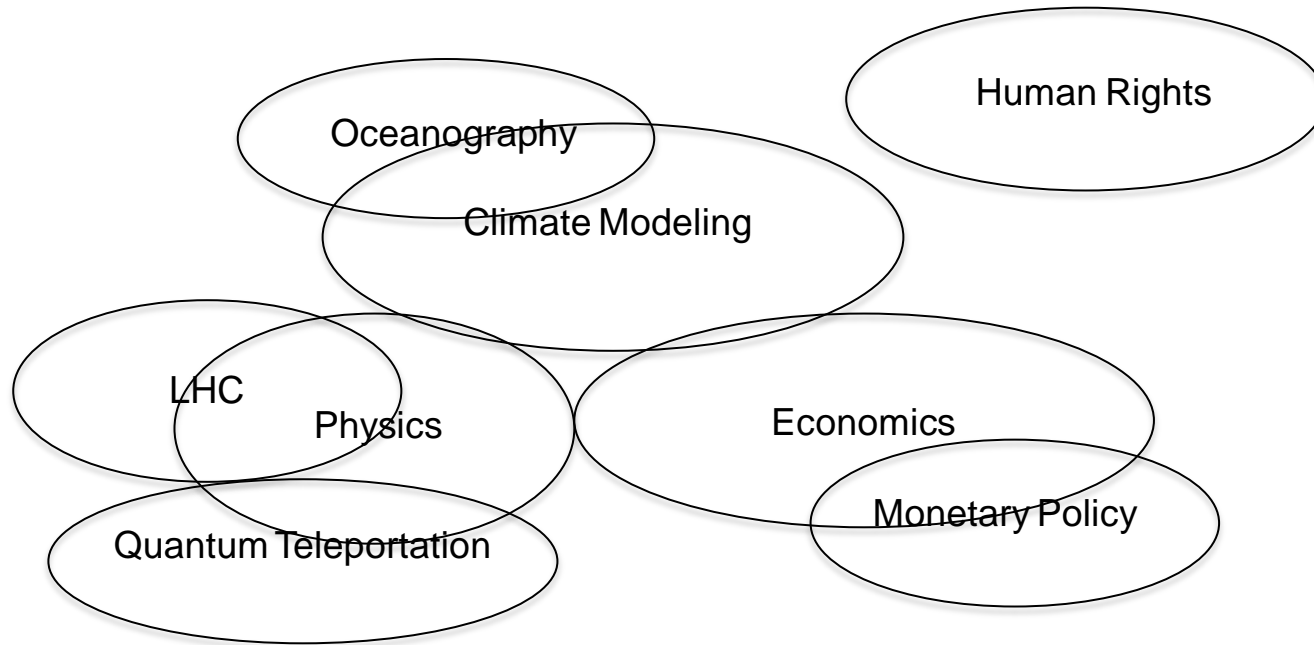 Human Rights
Oceanography
Climate Modeling
LHC
Physics
Economics
Monetary Policy
Quantum Teleportation